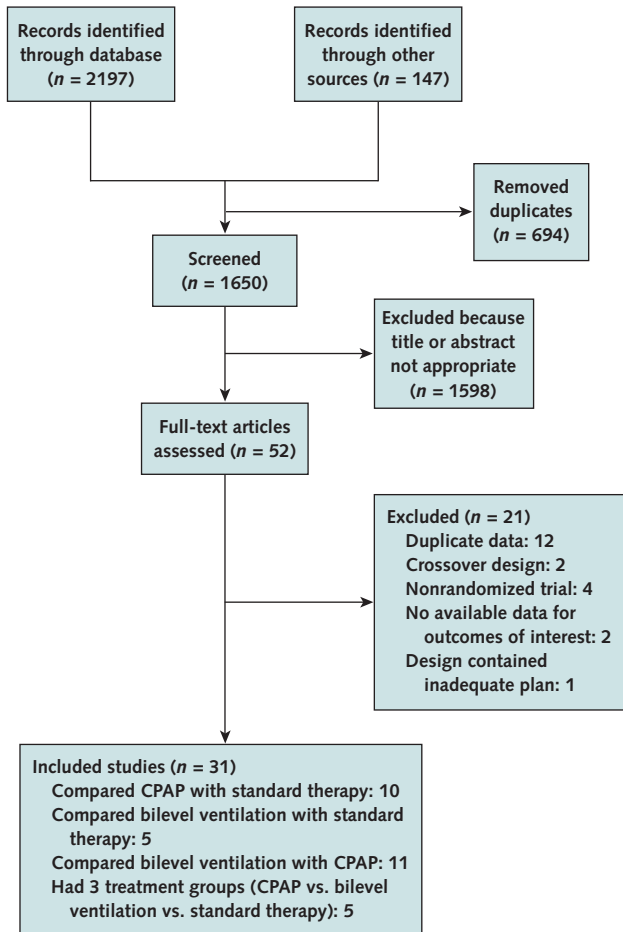 Records identified
through database
(n = 2197)
Records identified
through other
sources (n = 147)
Removed
duplicates
(n = 694)
Screened
(n = 1650)
Excluded because
title or abstract
not appropriate
(n = 1598)
Full-text articles
assessed (n = 52)
Excluded (n = 21)
Duplicate data: 12
Crossover design: 2
Nonrandomized trial: 4
No available data for
outcomes of interest: 2
Design contained
inadequate plan: 1
Included studies (n = 31)
Compared CPAP with standard therapy: 10
Compared bilevel ventilation with standard
therapy: 5
Compared bilevel ventilation with CPAP: 11
Had 3 treatment groups (CPAP vs. bilevel
ventilation vs. standard therapy): 5